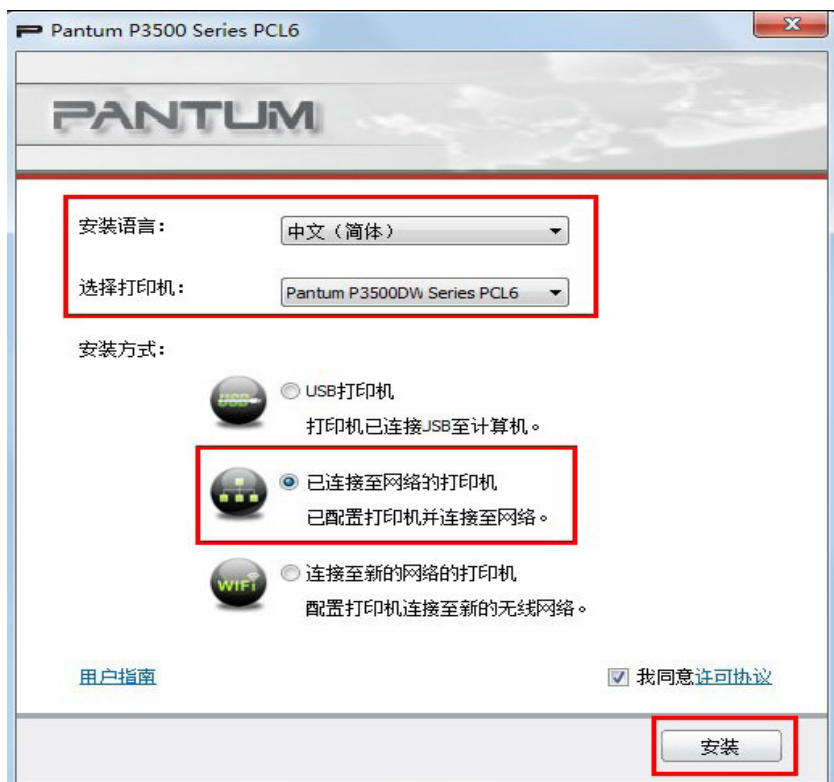 Pantum P3500 Series PCL6
PANTUM
安装语言：
中文（简体）
选择打印机：
Pantum P3500DW Series PCL6
安装方式：
USB
USB打印机
打印机已连接USB至计算机。
已连接至网络的打印机
已配置打印机并连接至网络。
WiFi
连接至新的网络的打印机
配置打印机连接至新的无线网络。
用户指南
我同意许可协议
安装